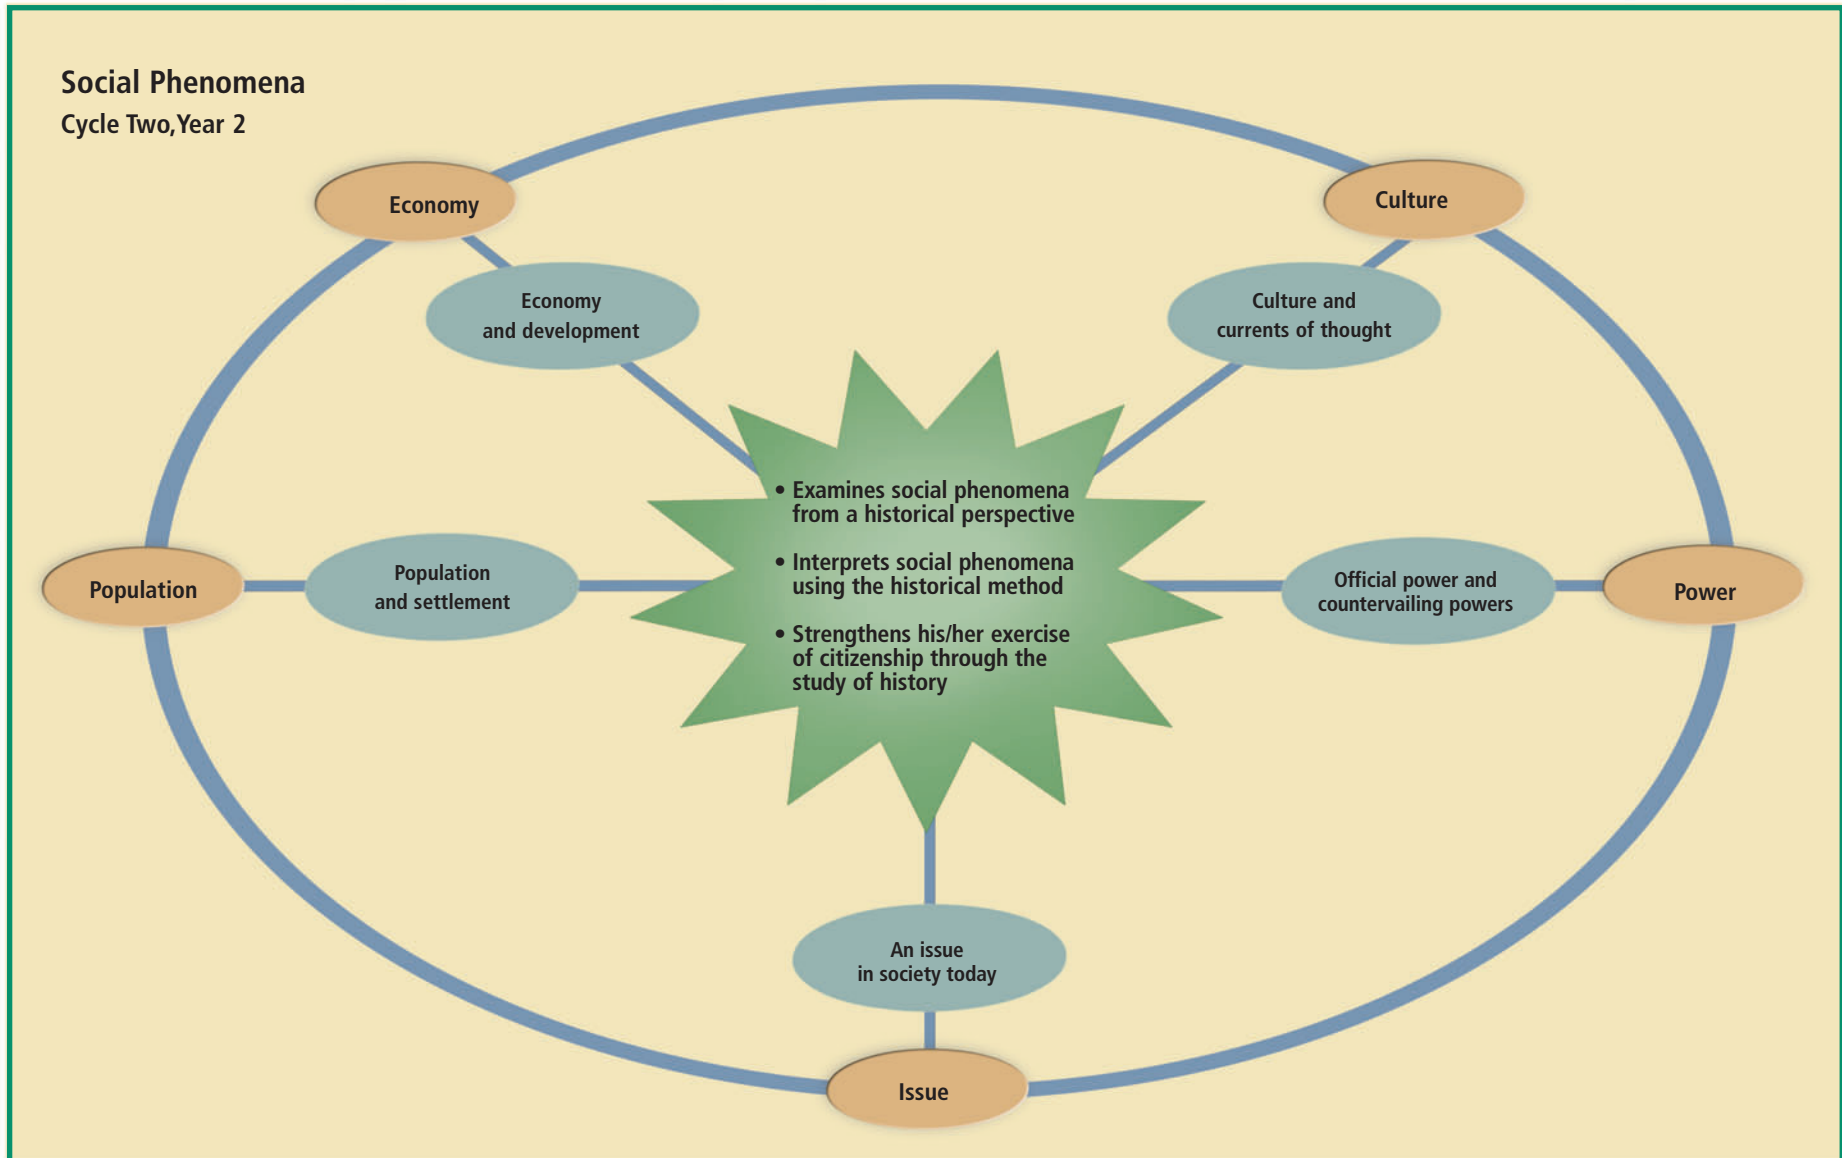 Social Phenomena
Cycle Two,Year 2
Economy
Culture
Economy
and development
Culture and
currents of thought
• Examines social phenomena
from a historical perspective
• Interprets social phenomena
using the historical method
• Strengthens his/her exercise
of citizenship through the
study of history
Population
Population
and settlement
Official power and
countervailing powers
Power
An issue
in society today
Issue